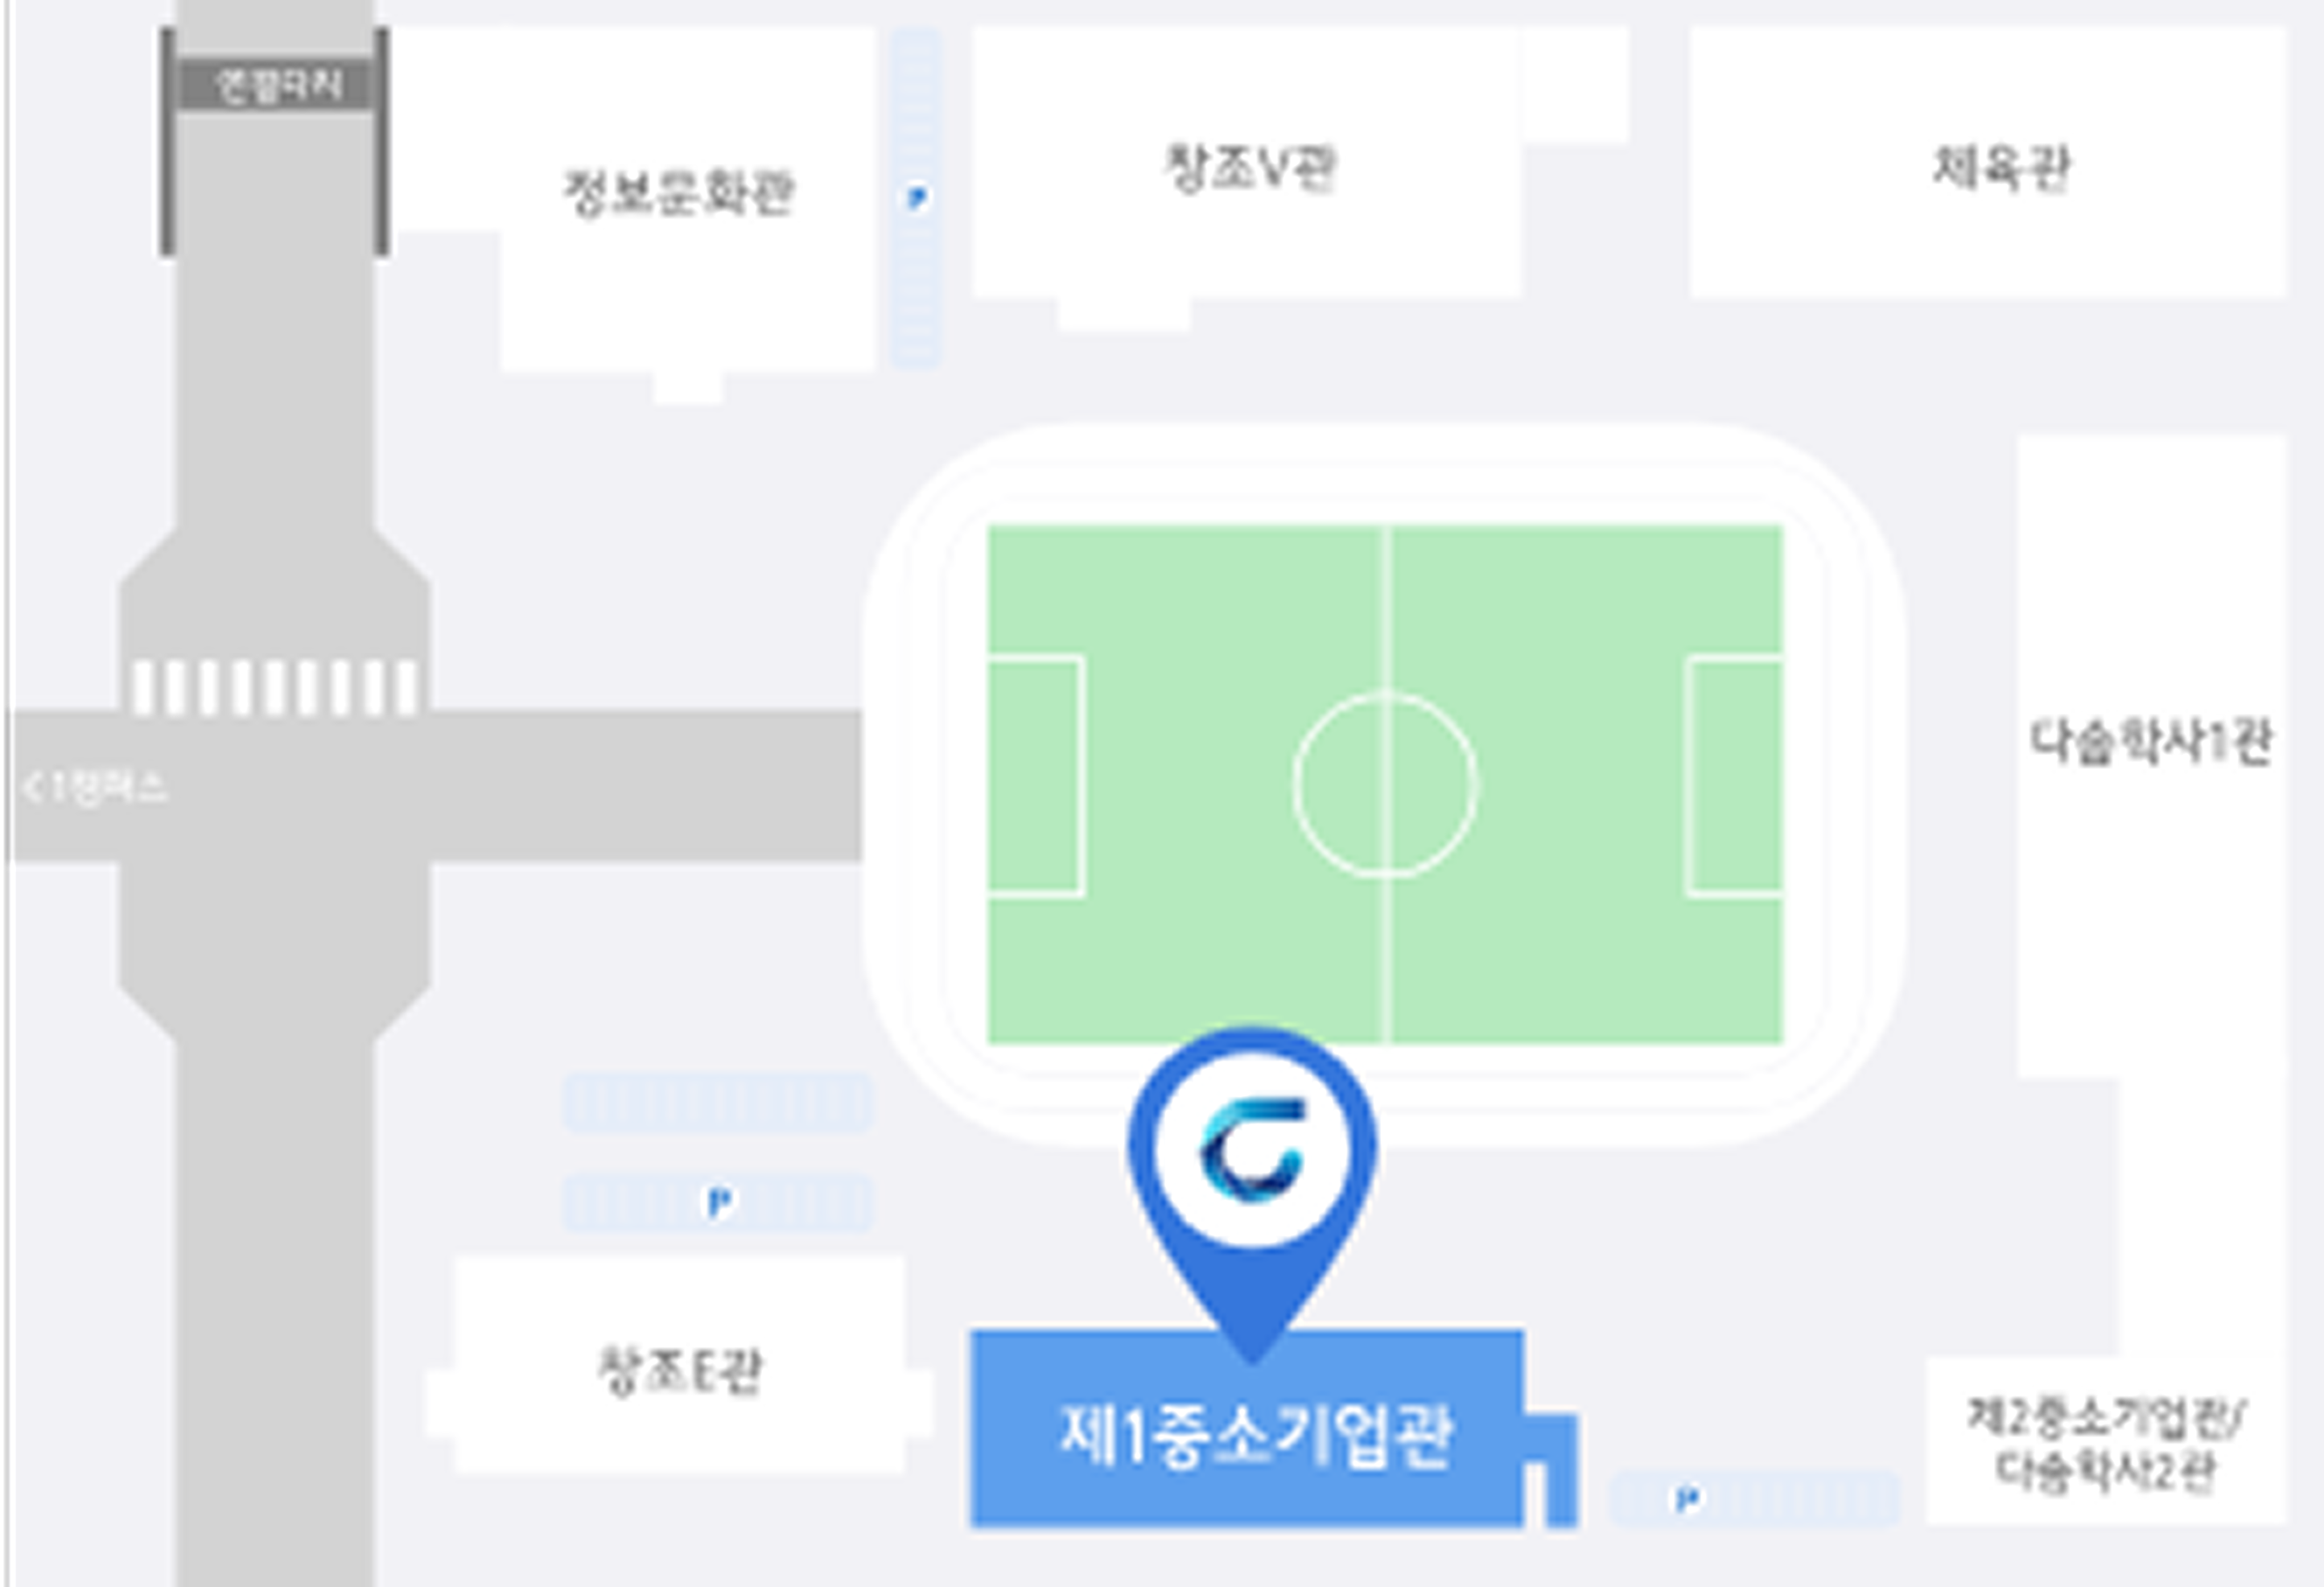 연결다리
정보문화관
P
창조V관
체육관
다솜학사1관
< 1캠퍼스
P
창조E관
제1중소기업관
P
제2중소기업관/
다솜학사2관